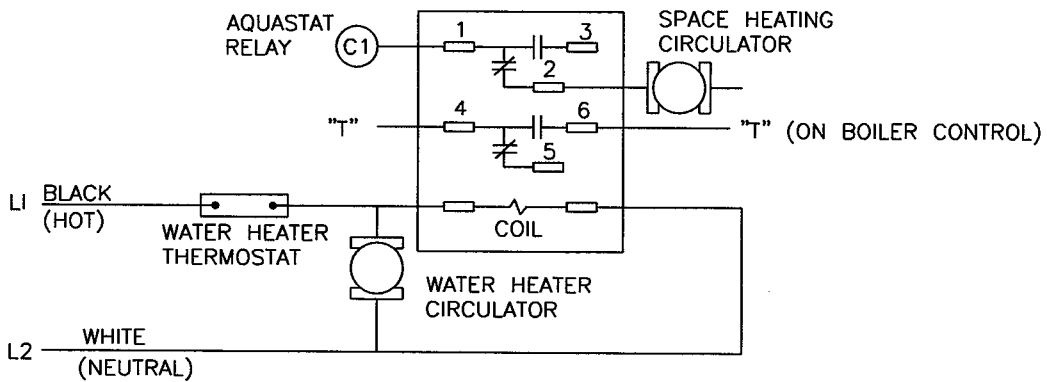 AQUASTAT
RELAY
C1
1
3
2
SPACE HEATING
CIRCULATOR
"T"
4
6
5
"T" (ON BOILER CONTROL)
L1
BLACK
(HOT)
WATER HEATER
THERMOSTAT
COIL
WATER HEATER
CIRCULATOR
L2
WHITE
(NEUTRAL)